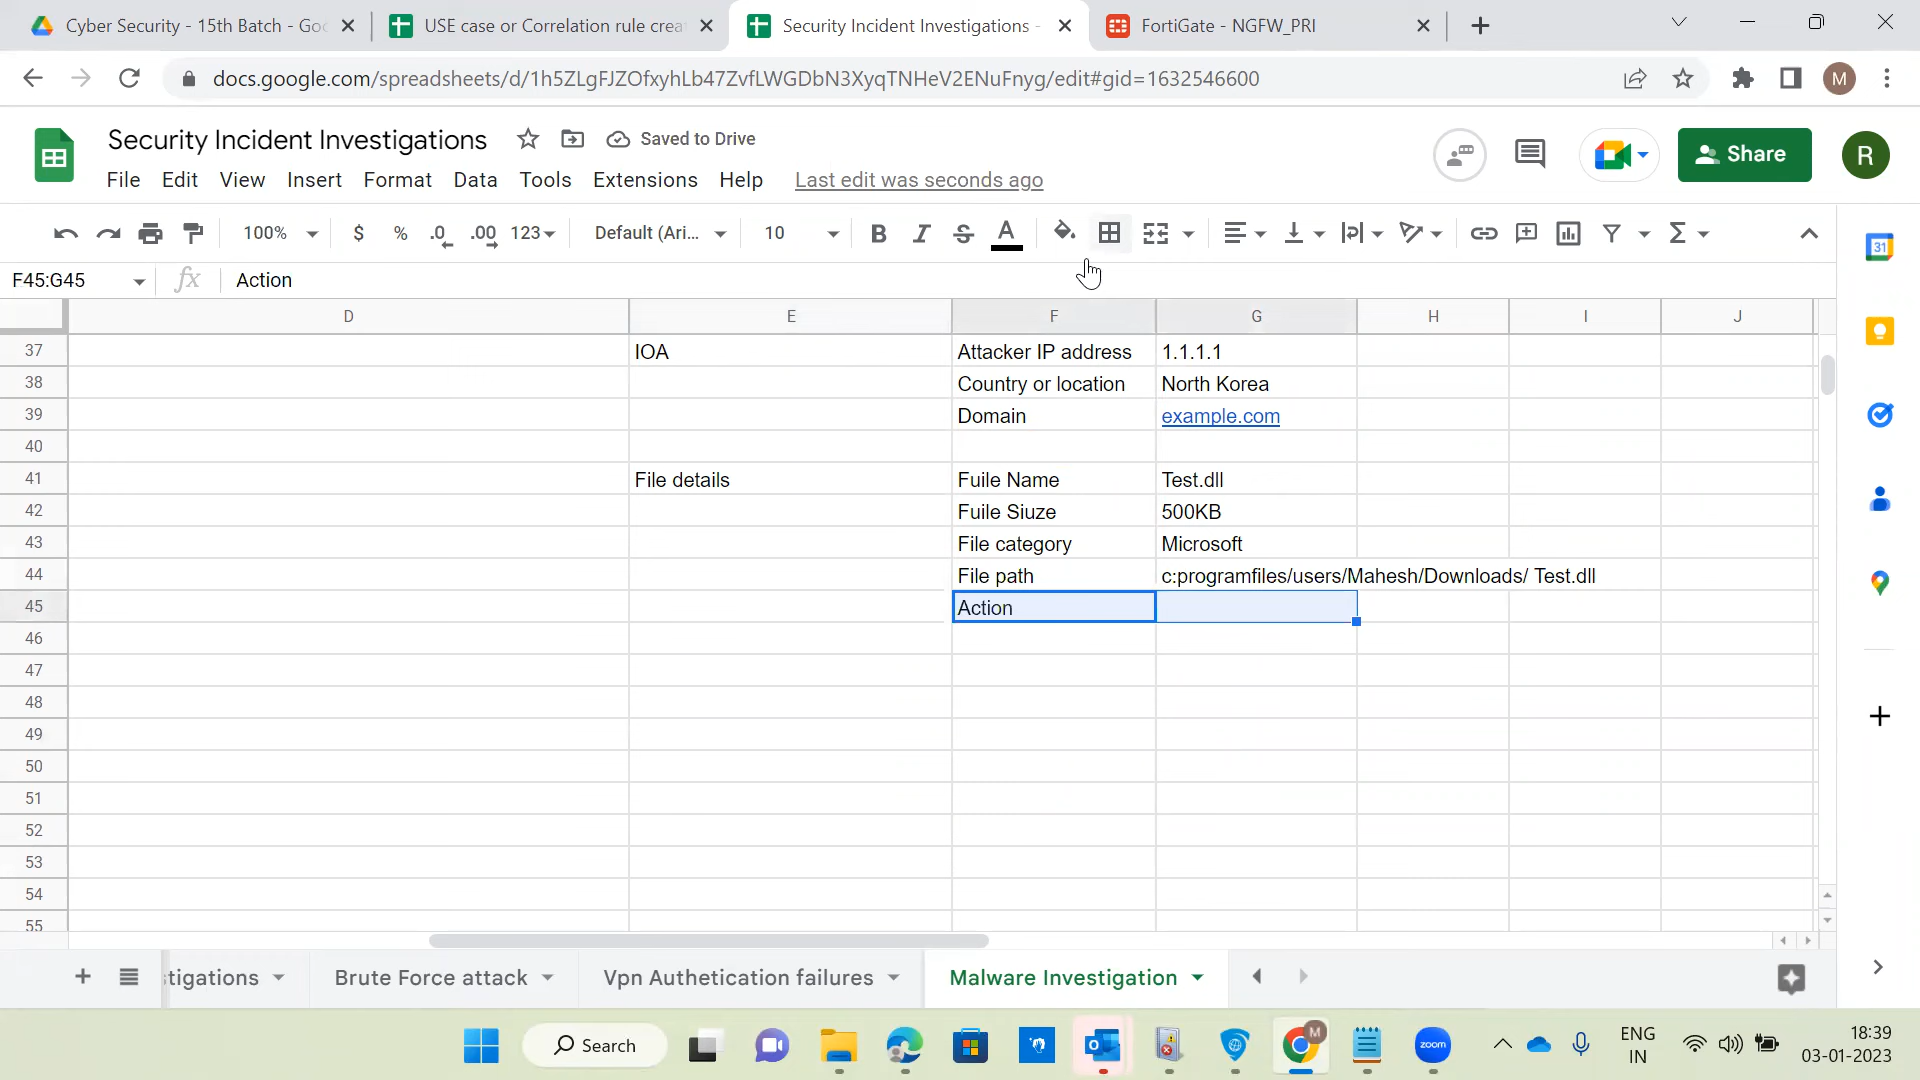 Cyber Security - 15th Batch - Goo
USE case or Correlation rule crea
Security Incident Investigations -
FortiGate - NGFW_PRI
docs.google.com/spreadsheets/d/1h5ZLgFJZOfxyhLb47ZvfLWGDbN3XyqTNHeV2ENuFnyg/edit#gid=1632546600
M
Security Incident Investigations
Saved to Drive
Share
R
File Edit View Insert Format Data Tools Extensions Help Last edit was seconds ago
100% $ % .0 .00 123 Default (Ari... 10 B I S A
31
F45:G45 fx Action
D E F G H I J
37 IOA Attacker IP address 1.1.1.1
38 Country or location North Korea
39 Domain example.com
40
41 File details Fuile Name Test.dll
42 Fuile Siuze 500KB
43 File category Microsoft
44 File path c:programfiles/users/Mahesh/Downloads/ Test.dll
45 Action
46
47
48
49
50
51
52
53
54
55
tigations Brute Force attack Vpn Authetication failures Malware Investigation
Search
M
zoom
ENG
IN
18:39
03-01-2023